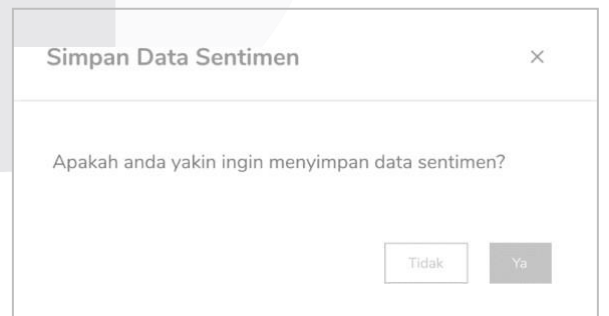 Simpan Data Sentimen ×
Apakah anda yakin ingin menyimpan data sentimen?
Tidak Ya